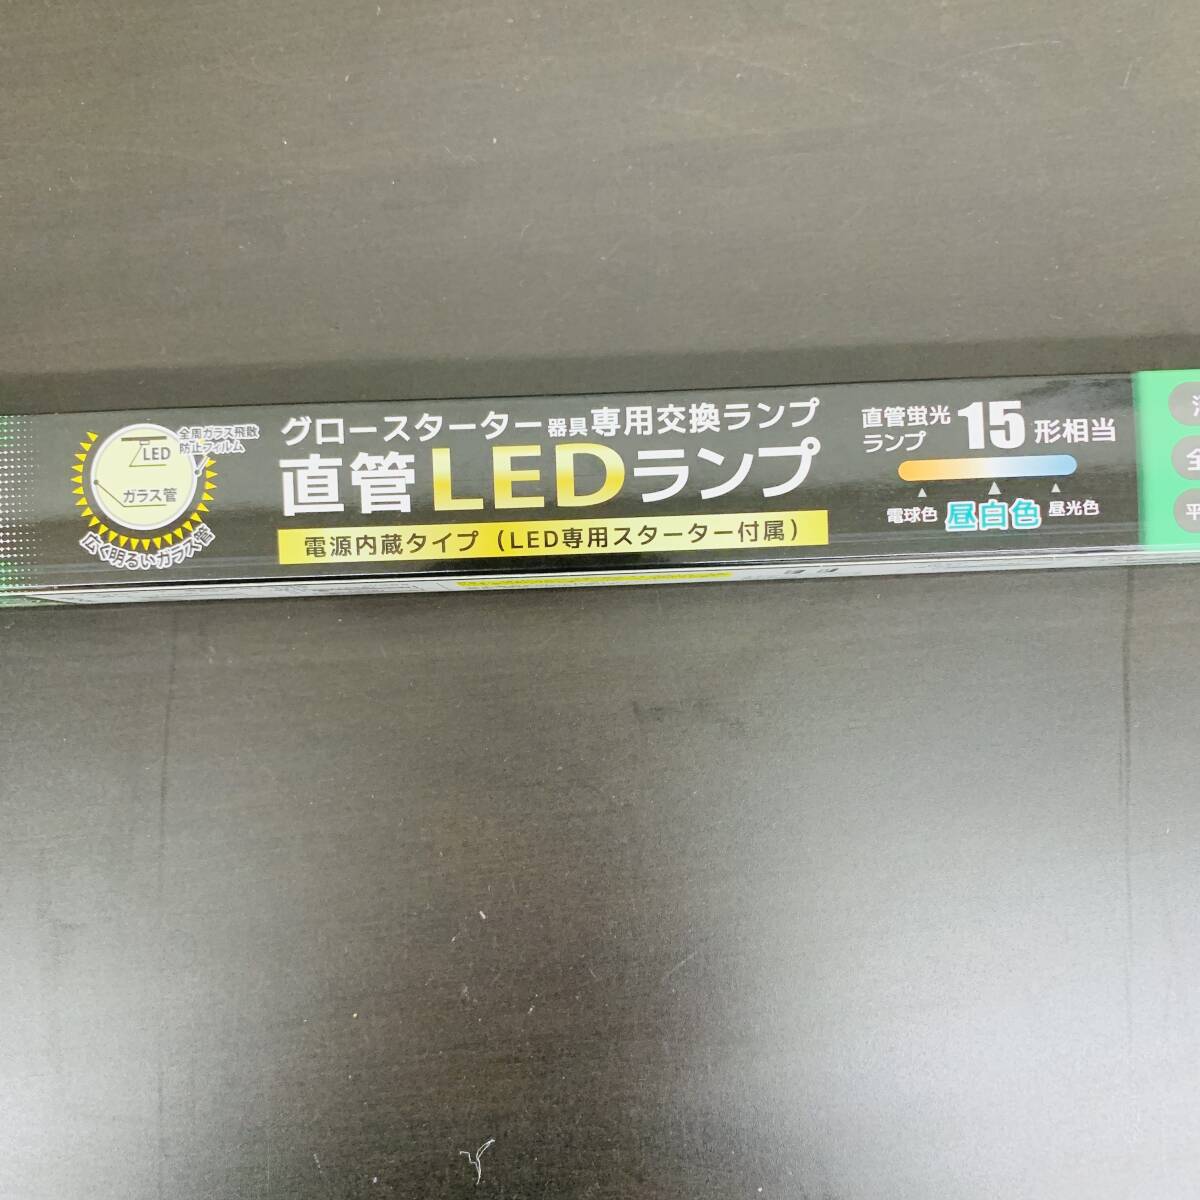 全周ガラス飛散
防止フィルム
LED
ガラス管
広く明るいガラス管
グロースターター器具専用交換ランプ
直管LEDランプ
電源内蔵タイプ（LED専用スターター付属）
直管蛍光
ランプ 15形相当
電球色 昼白色 昼光色
全
平